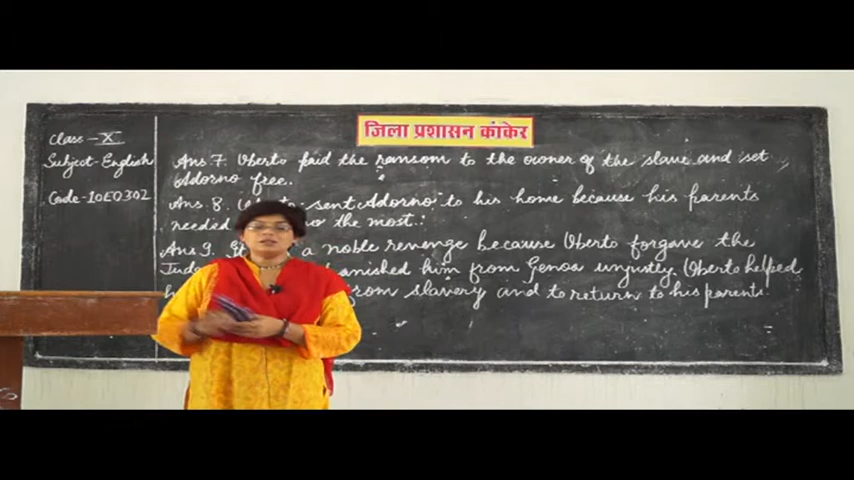 जिला प्रशासन कांकेर
Class - X
Subject - English
Code - 10E0302
Ans 7. Oberto paid the ransom to the owner of the slave and set
Adorno free.
Ans. 8. sent Adorno to his home because his parents
needed the most.
Ans 9. a noble revenge because Oberto forgave the
banished him from Genoa unjustly. Oberto helped
from slavery and to return to his parents.